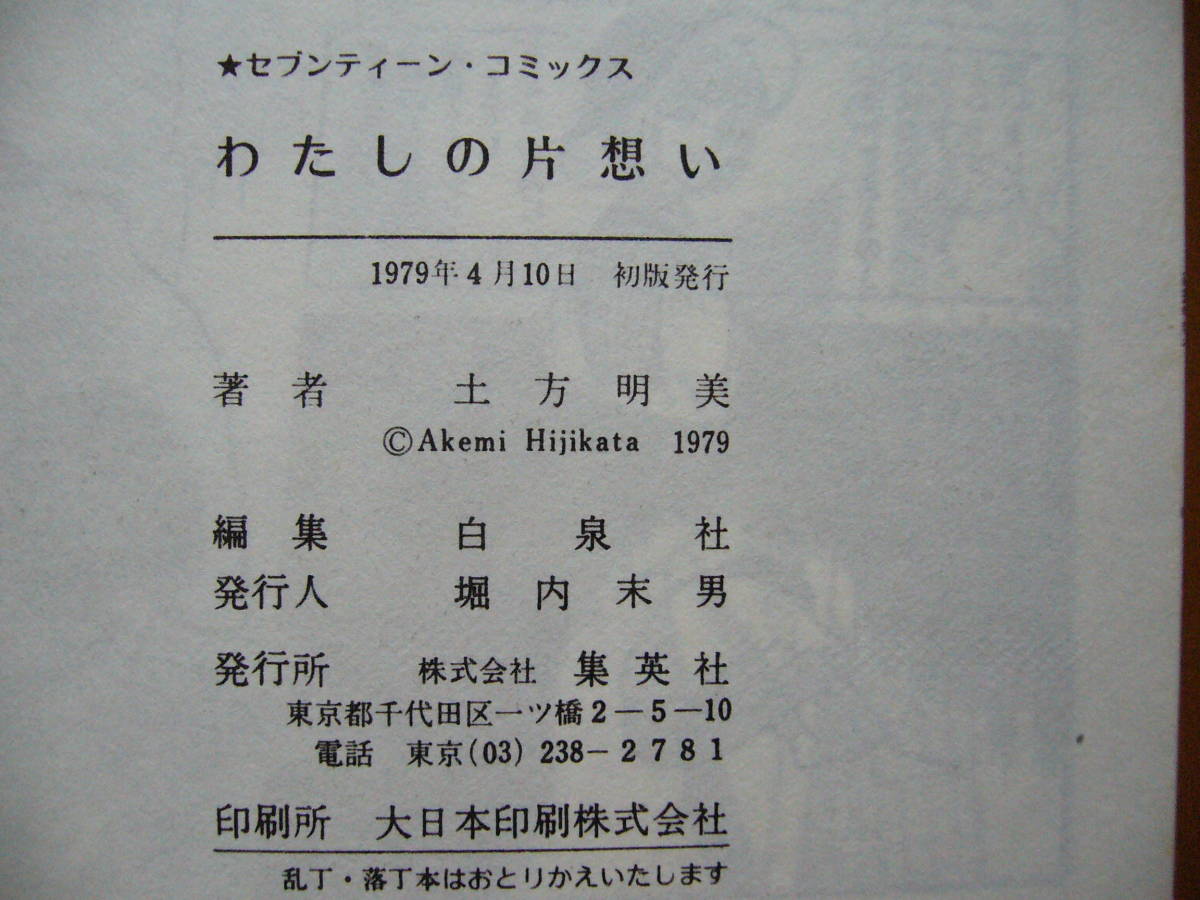 ★セブンティーン・コミックス
わたしの片想い
1979年4月10日 初版発行
著者 土方明美
©Akemi Hijikata 1979
編集 白泉社
発行人 堀内末男
発行所 株式会社 集英社
東京都千代田区一ツ橋2－5－10
電話 東京(03) 238－2781
印刷所 大日本印刷株式会社
乱丁・落丁本はおとりかえいたします